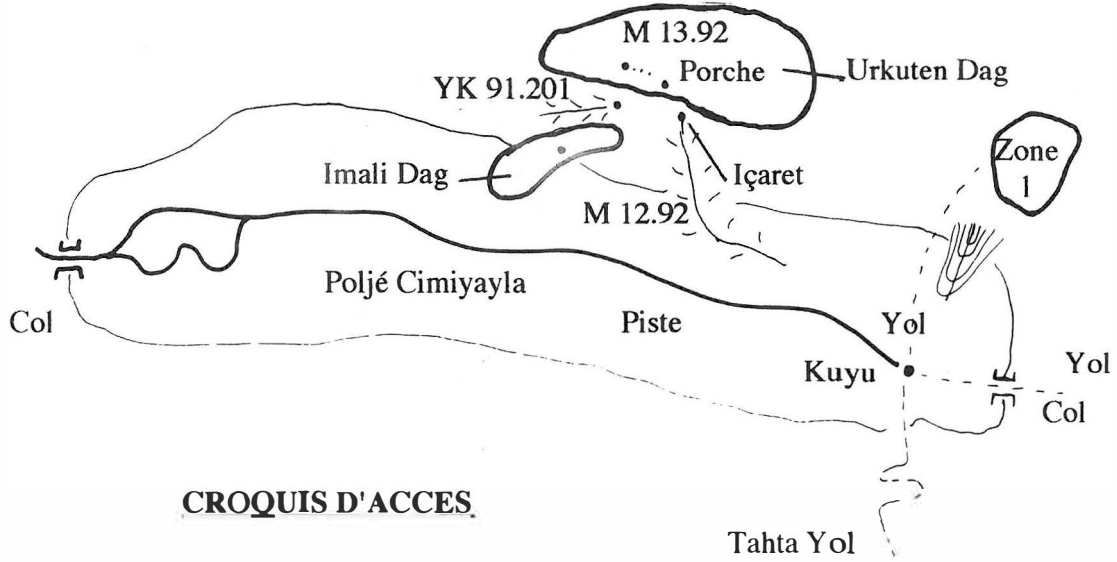 M 13.92
Porche
Urkuten Dag
YK 91.201
Zone
1
Imali Dag
Içaret
M 12.92
Poljé Cimiyayla
Col
Piste
Yol
Kuyu
Yol
Col
CROQUIS D'ACCES
Tahta Yol